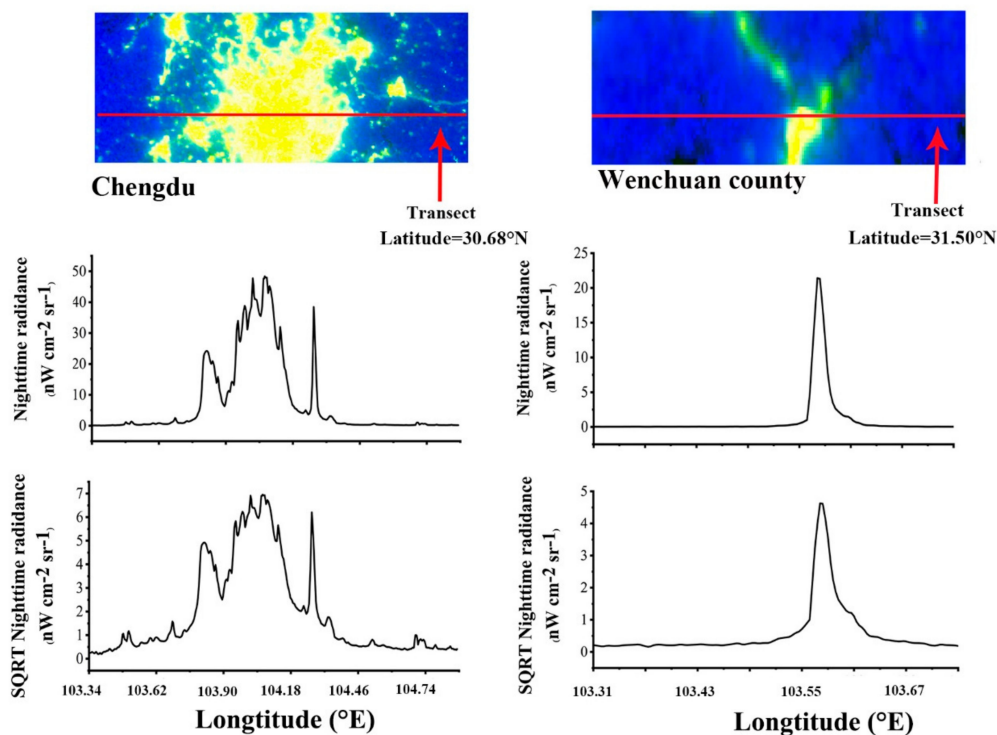 Chengdu
Wenchuan county
Transect
Latitude=30.68°N
Transect
Latitude=31.50°N
Nighttime radidance
(nW cm-2 sr-1)
50
40
30
20
10
0
Nighttime radidance
(nW cm-2 sr-1)
25
20
15
10
5
0
SQRT Nighttime radidance
(nW cm-2 sr-1)
7
6
5
4
3
2
1
0
103.34 103.62 103.90 104.18 104.46 104.74
Longtitude (°E)
SQRT Nighttime radidance
(nW cm-2 sr-1)
5
4
3
2
1
0
103.31 103.43 103.55 103.67
Longtitude (°E)